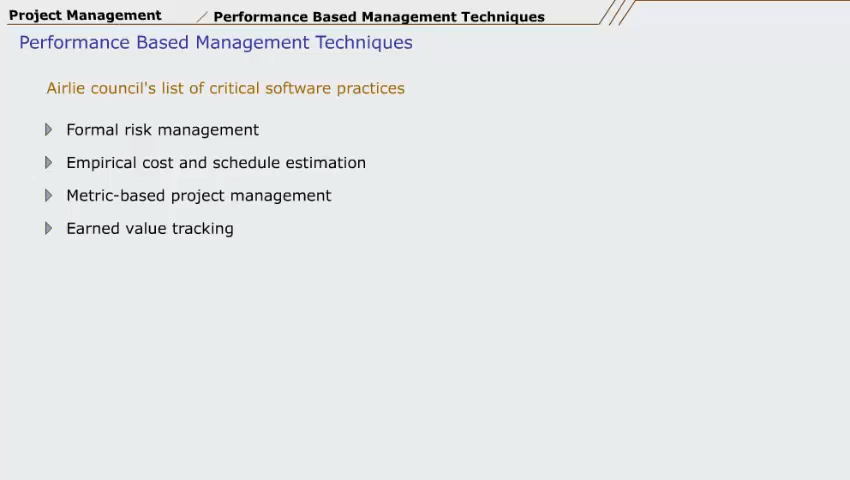 Project Management
Performance Based Management Techniques
Performance Based Management Techniques
Airlie council's list of critical software practices
Formal risk management
Empirical cost and schedule estimation
Metric-based project management
Earned value tracking